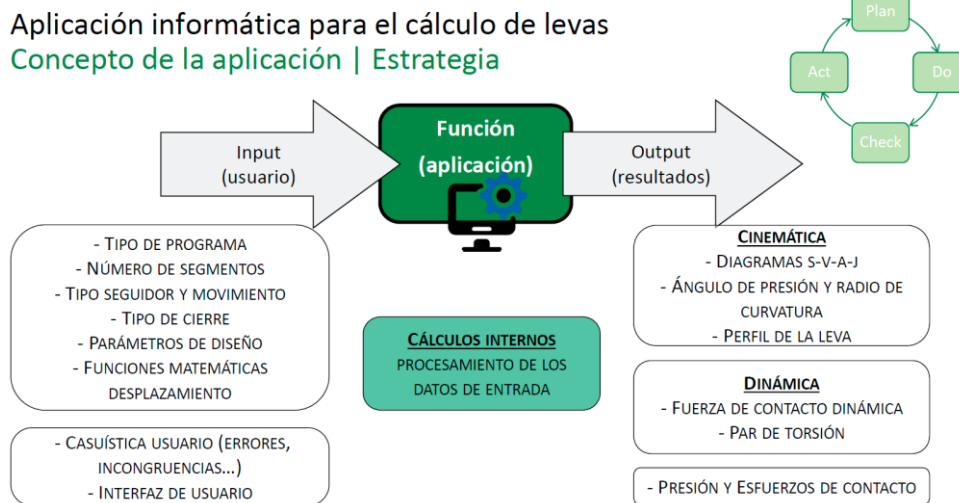 Aplicación informática para el cálculo de levas
Concepto de la aplicación | Estrategia
Plan
Act
Do
Check
Input
(usuario)
Función
(aplicación)
Output
(resultados)
- TIPO DE PROGRAMA
- NÚMERO DE SEGMENTOS
- TIPO SEGUIDOR Y MOVIMIENTO
- TIPO DE CIERRE
- PARÁMETROS DE DISEÑO
- FUNCIONES MATEMÁTICAS
DESPLAZAMIENTO
- CASUÍSTICA USUARIO (ERRORES,
INCONGRUENCIAS...)
- INTERFAZ DE USUARIO
CÁLCULOS INTERNOS
PROCESAMIENTO DE LOS
DATOS DE ENTRADA
CINEMÁTICA
- DIAGRAMAS S-V-A-J
- ÁNGULO DE PRESIÓN Y RADIO DE
CURVATURA
- PERFIL DE LA LEVA
DINÁMICA
- FUERZA DE CONTACTO DINÁMICA
- PAR DE TORSIÓN
- PRESIÓN Y ESFUERZOS DE CONTACTO